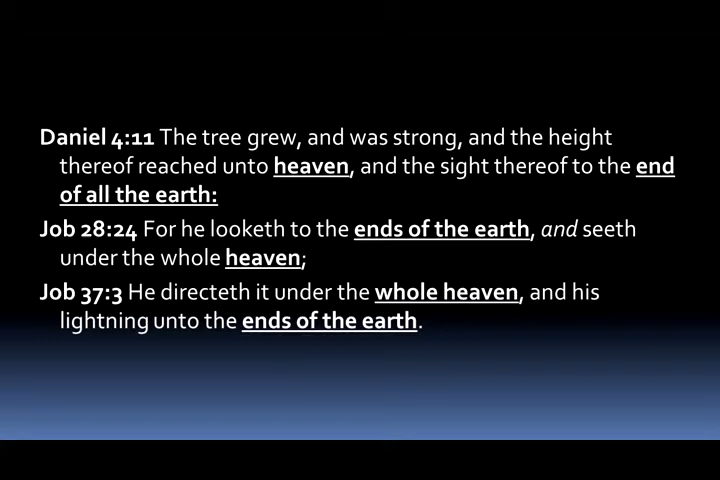 Daniel 4:11 The tree grew, and was strong, and the height
thereof reached unto heaven, and the sight thereof to the end
of all the earth:
Job 28:24 For he looketh to the ends of the earth, and seeth
under the whole heaven;
Job 37:3 He directeth it under the whole heaven, and his
lightning unto the ends of the earth.